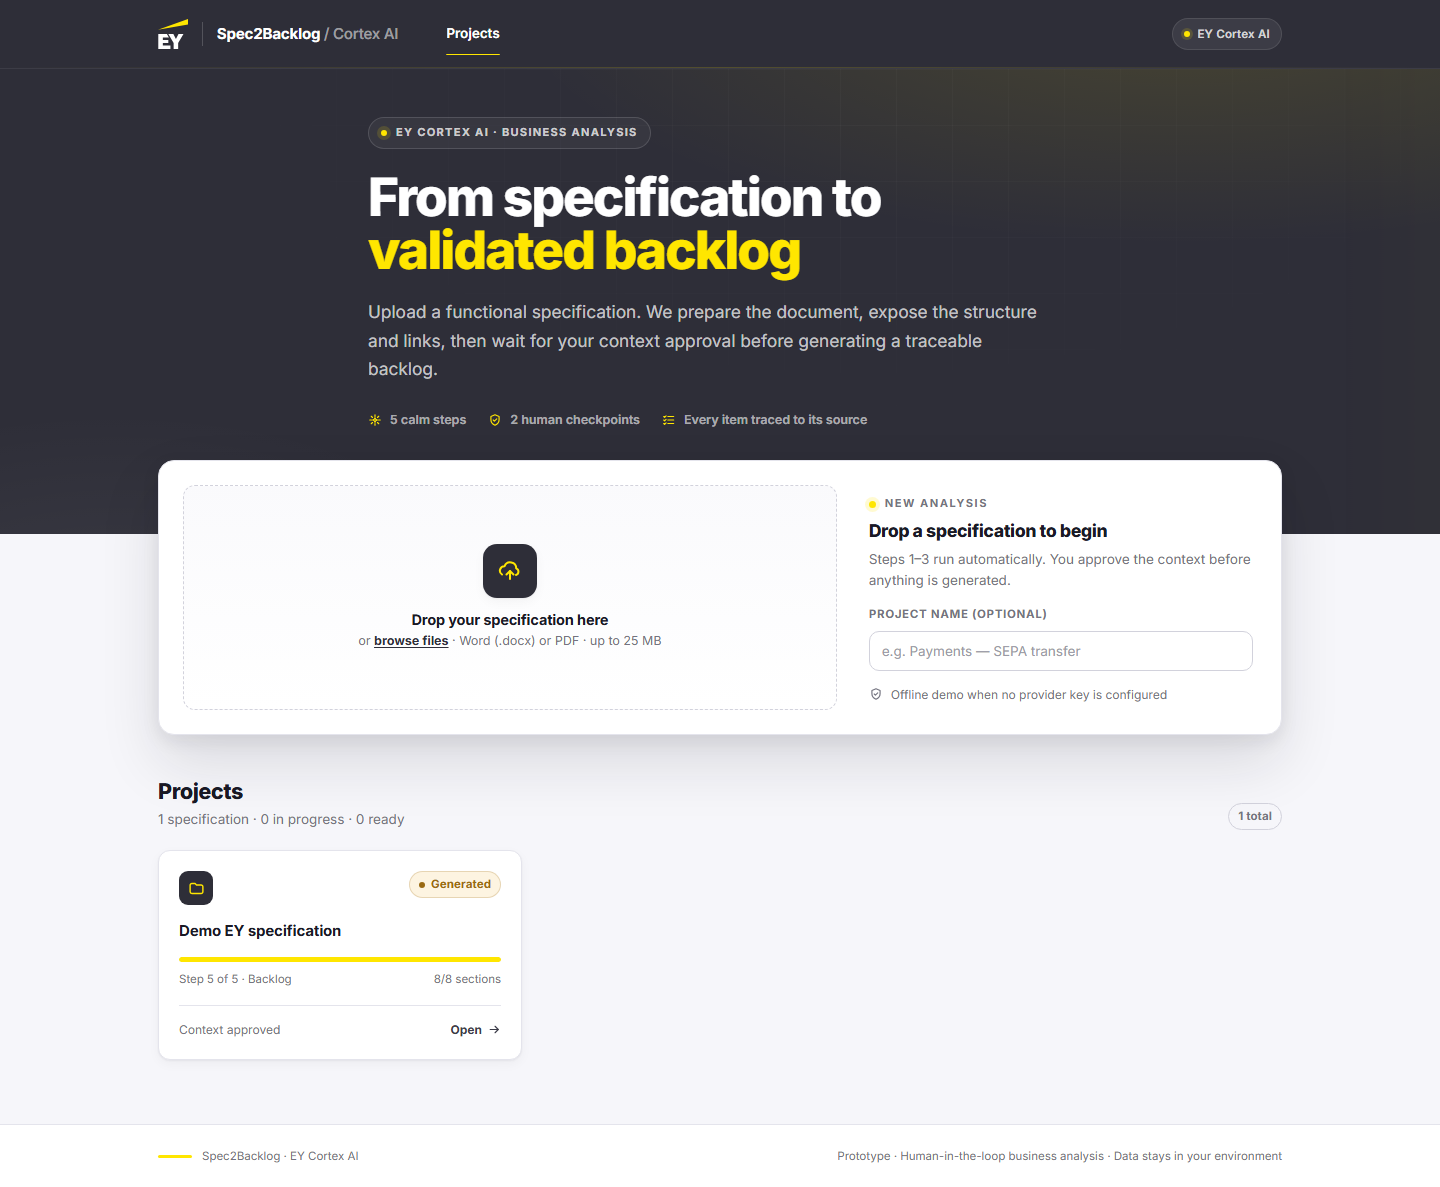 EY
Spec2Backlog / Cortex AI
Projects
EY Cortex AI
EY CORTEX AI · BUSINESS ANALYSIS
From specification to
validated backlog
Upload a functional specification. We prepare the document, expose the structure
and links, then wait for your context approval before generating a traceable
backlog.
5 calm steps
2 human checkpoints
Every item traced to its source
Drop your specification here
or browse files · Word (.docx) or PDF · up to 25 MB
NEW ANALYSIS
Drop a specification to begin
Steps 1–3 run automatically. You approve the context before
anything is generated.
PROJECT NAME (OPTIONAL)
e.g. Payments — SEPA transfer
Offline demo when no provider key is configured
Projects
1 specification · 0 in progress · 0 ready
1 total
Generated
Demo EY specification
Step 5 of 5 · Backlog
8/8 sections
Context approved
Open →
Spec2Backlog · EY Cortex AI
Prototype · Human-in-the-loop business analysis · Data stays in your environment